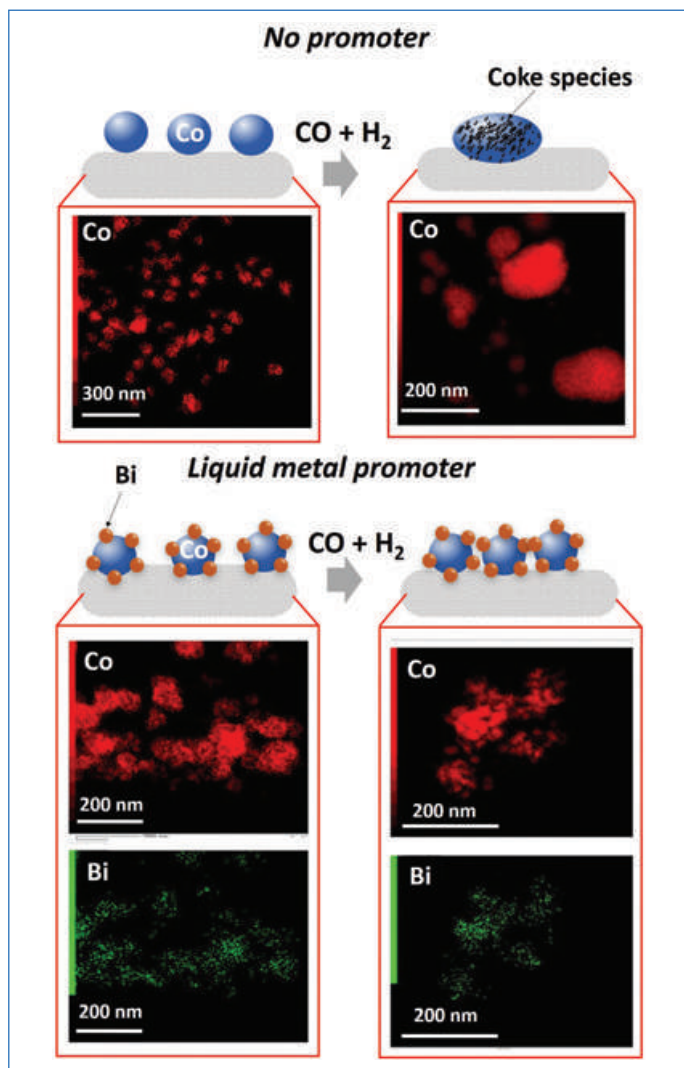 No promoter
Coke species
Co
CO + H₂
Co
300 nm
Co
200 nm
Liquid metal promoter
Bi
Co
CO + H₂
Co
200 nm
Co
200 nm
Bi
200 nm
Bi
200 nm